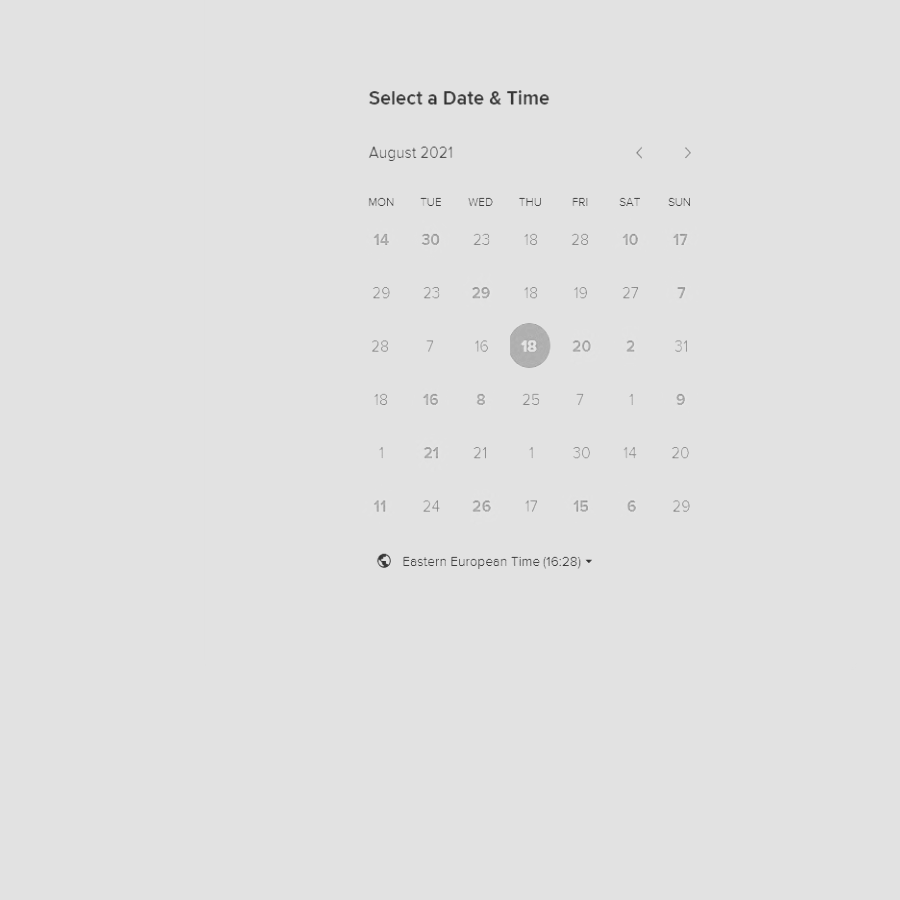 Select a Date & Time
August 2021
MON TUE WED THU FRI SAT SUN
14 30 23 18 28 10 17
29 23 29 18 19 27 7
28 7 16 18 20 2 31
18 16 8 25 7 1 9
1 21 21 1 30 14 20
11 24 26 17 15 6 29
Eastern European Time (16:28)